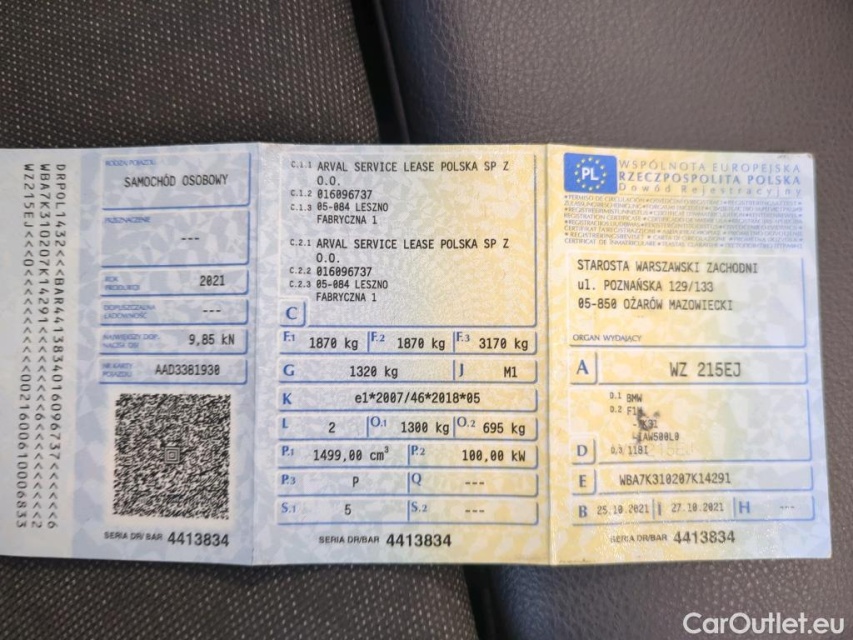 DRPOL1432<<BAR4413834016096737<<<<<6
WBA7K310207K14291<<<<<<<<<<<<<<<<<<2
WZ215EJ<<0<<<<<<<<<<0021600610006833
RODZAJ POJAZDU
SAMOCHÓD OSOBOWY
PRZEZNACZENIE
---
ROK PRODUKCJI 2021
DOPUSZCZALNA ŁADOWNOŚĆ ---
NAJWIĘKSZY DOP. NACISK OSI 9,85 kN
NR KARTY POJAZDU AAD3381930
SERIA DR/BAR 4413834
C.1.1 ARVAL SERVICE LEASE POLSKA SP Z
O.O.
C.1.2 016096737
C.1.3 05-084 LESZNO
FABRYCZNA 1
C.2.1 ARVAL SERVICE LEASE POLSKA SP Z
O.O.
C.2.2 016096737
C.2.3 05-084 LESZNO
FABRYCZNA 1
C
F.1 1870 kg F.2 1870 kg F.3 3170 kg
G 1320 kg J M1
K e1*2007/46*2018*05
L 2 O.1 1300 kg O.2 695 kg
P.1 1499,00 cm³ P.2 100,00 kW
P.3 P Q ---
S.1 5 S.2 ---
SERIA DR/BAR 4413834
PL
WSPÓLNOTA EUROPEJSKA
RZECZPOSPOLITA POLSKA
Dowód Rejestracyjny
STAROSTA WARSZAWSKI ZACHODNI
ul. POZNAŃSKA 129/133
05-850 OŻARÓW MAZOWIECKI
ORGAN WYDAJĄCY
A WZ 215EJ
D.1 BMW
D.2
D.3 118I
D
E WBA7K310207K14291
B 25.10.2021 I 27.10.2021 H ---
SERIA DR/BAR 4413834
CarOutlet.eu